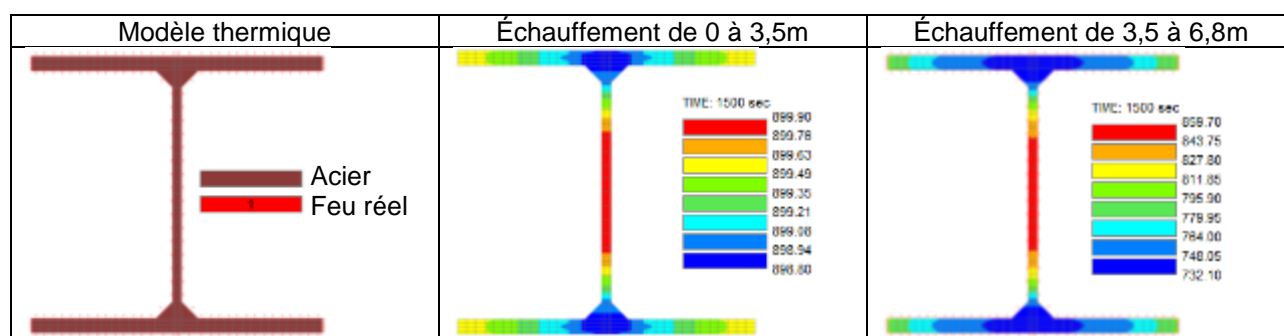 Modèle thermique
Échauffement de 0 à 3,5m
Échauffement de 3,5 à 6,8m
Acier
1 Feu réel
TIME: 1500 sec
899.90
899.78
899.63
899.49
899.35
899.21
899.08
898.94
898.80
TIME: 1500 sec
859.70
843.75
827.80
811.85
795.90
779.95
764.00
748.05
732.10